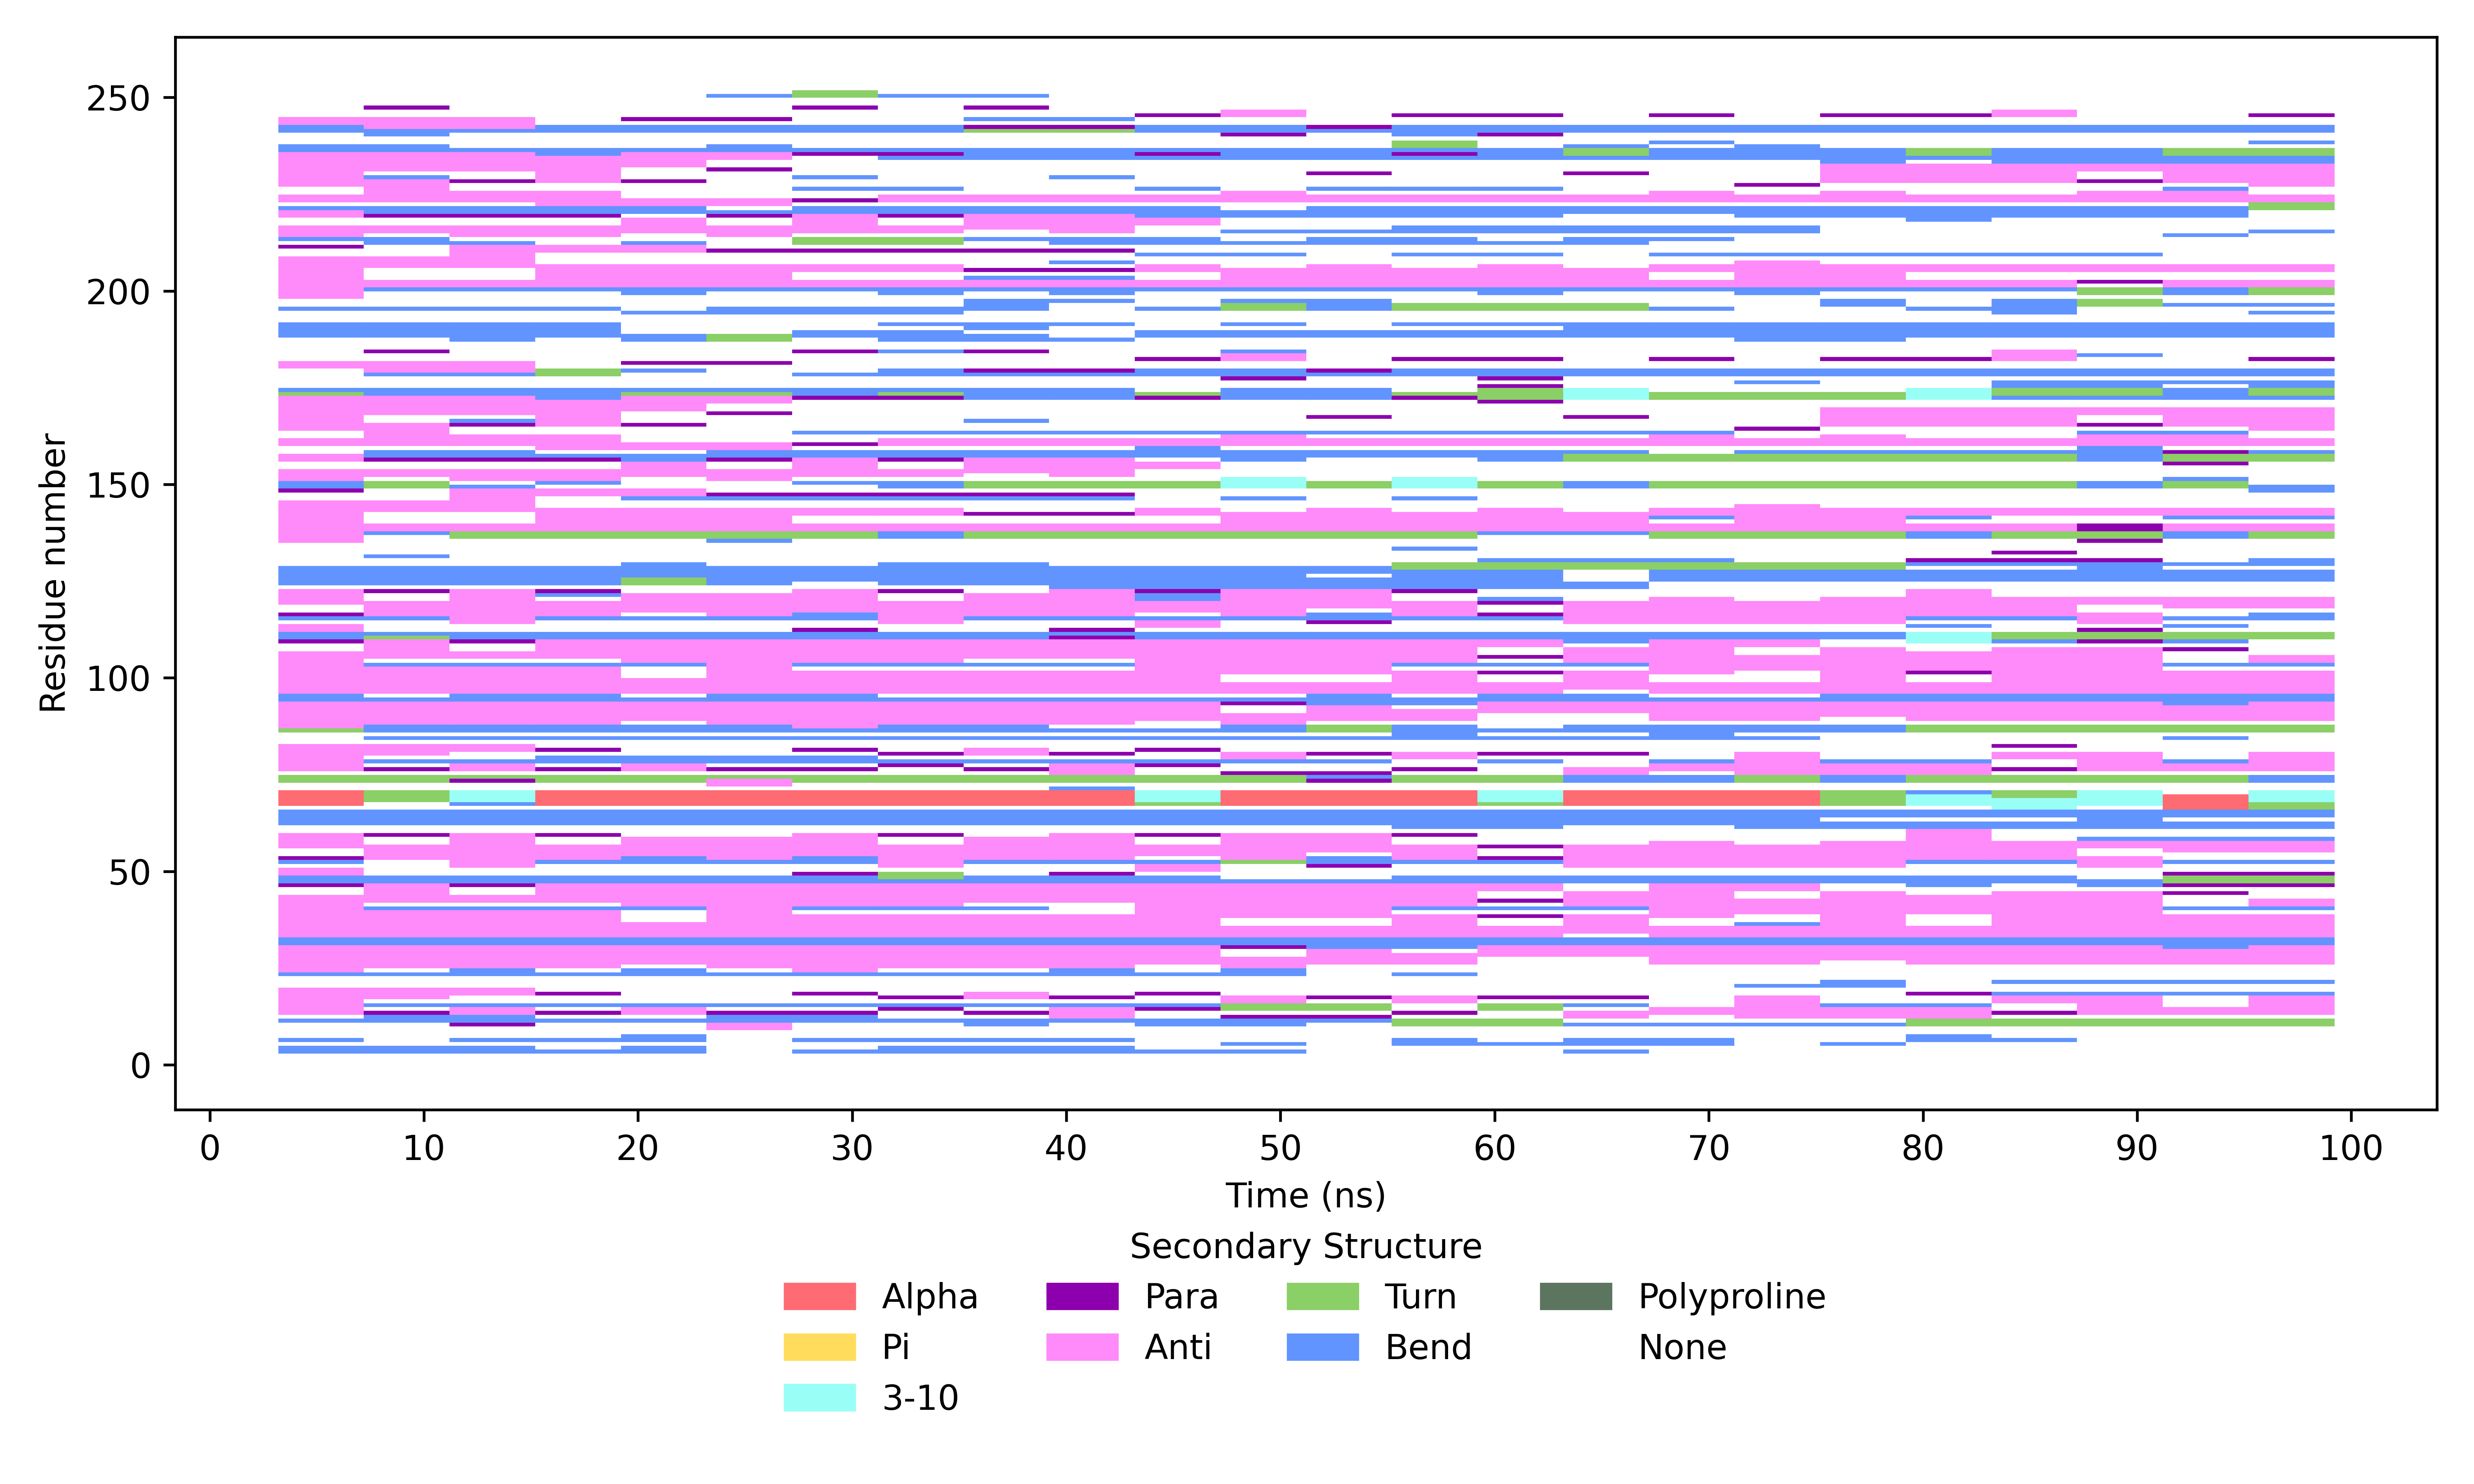 250
200
150
100
50
0
Residue number
0 10 20 30 40 50 60 70 80 90 100
Time (ns)
Secondary Structure
Alpha Para Turn Polyproline
Pi Anti Bend None
3-10